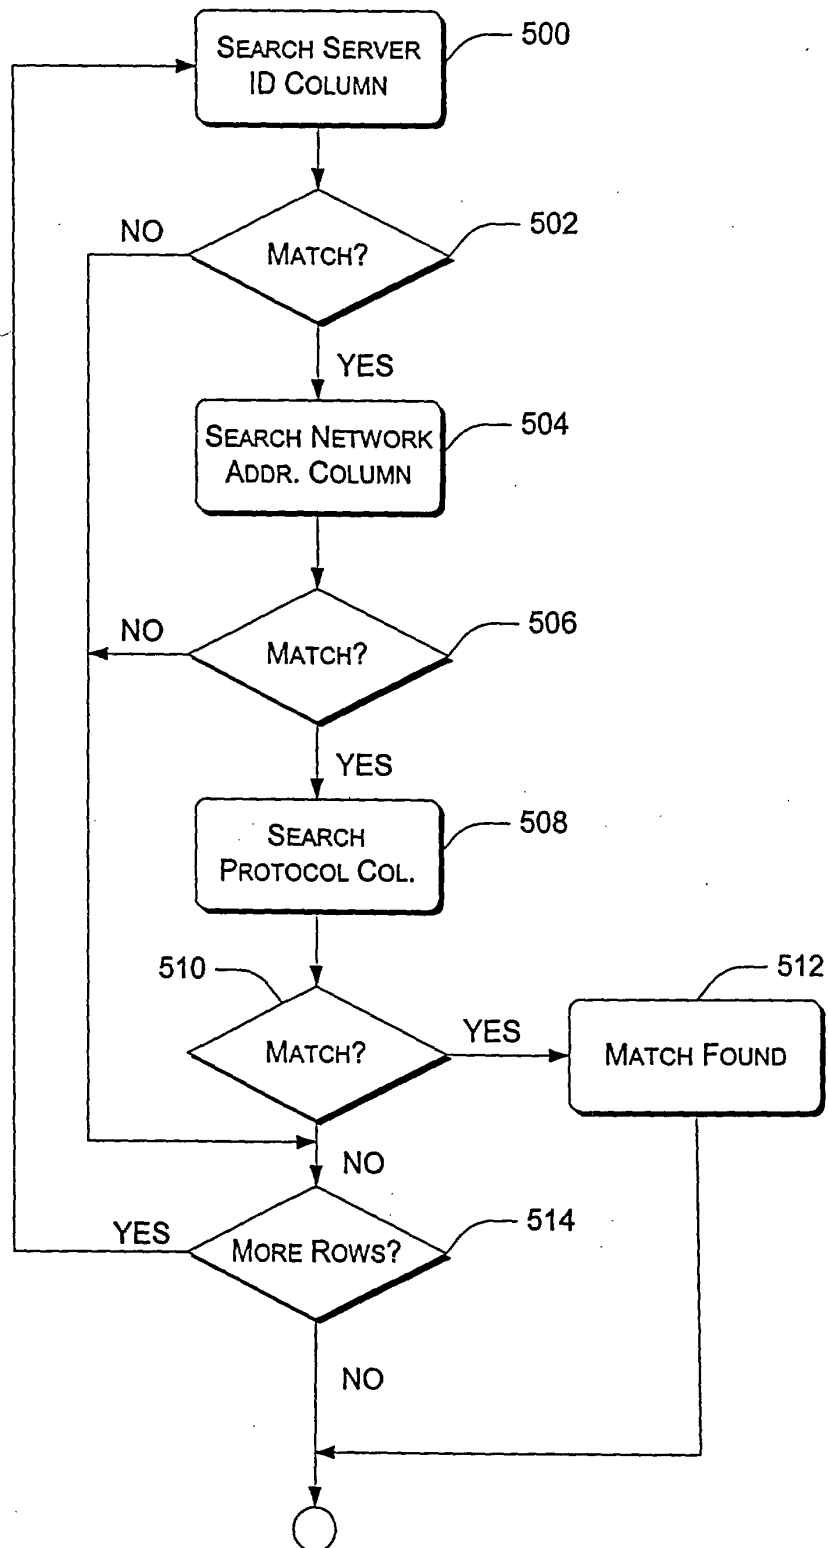 SEARCH SERVER
ID COLUMN
500
NO
MATCH?
502
YES
SEARCH NETWORK
ADDR. COLUMN
504
NO
MATCH?
506
YES
SEARCH
PROTOCOL COL.
508
510
MATCH?
YES
512
MATCH FOUND
NO
YES
MORE ROWS?
514
NO